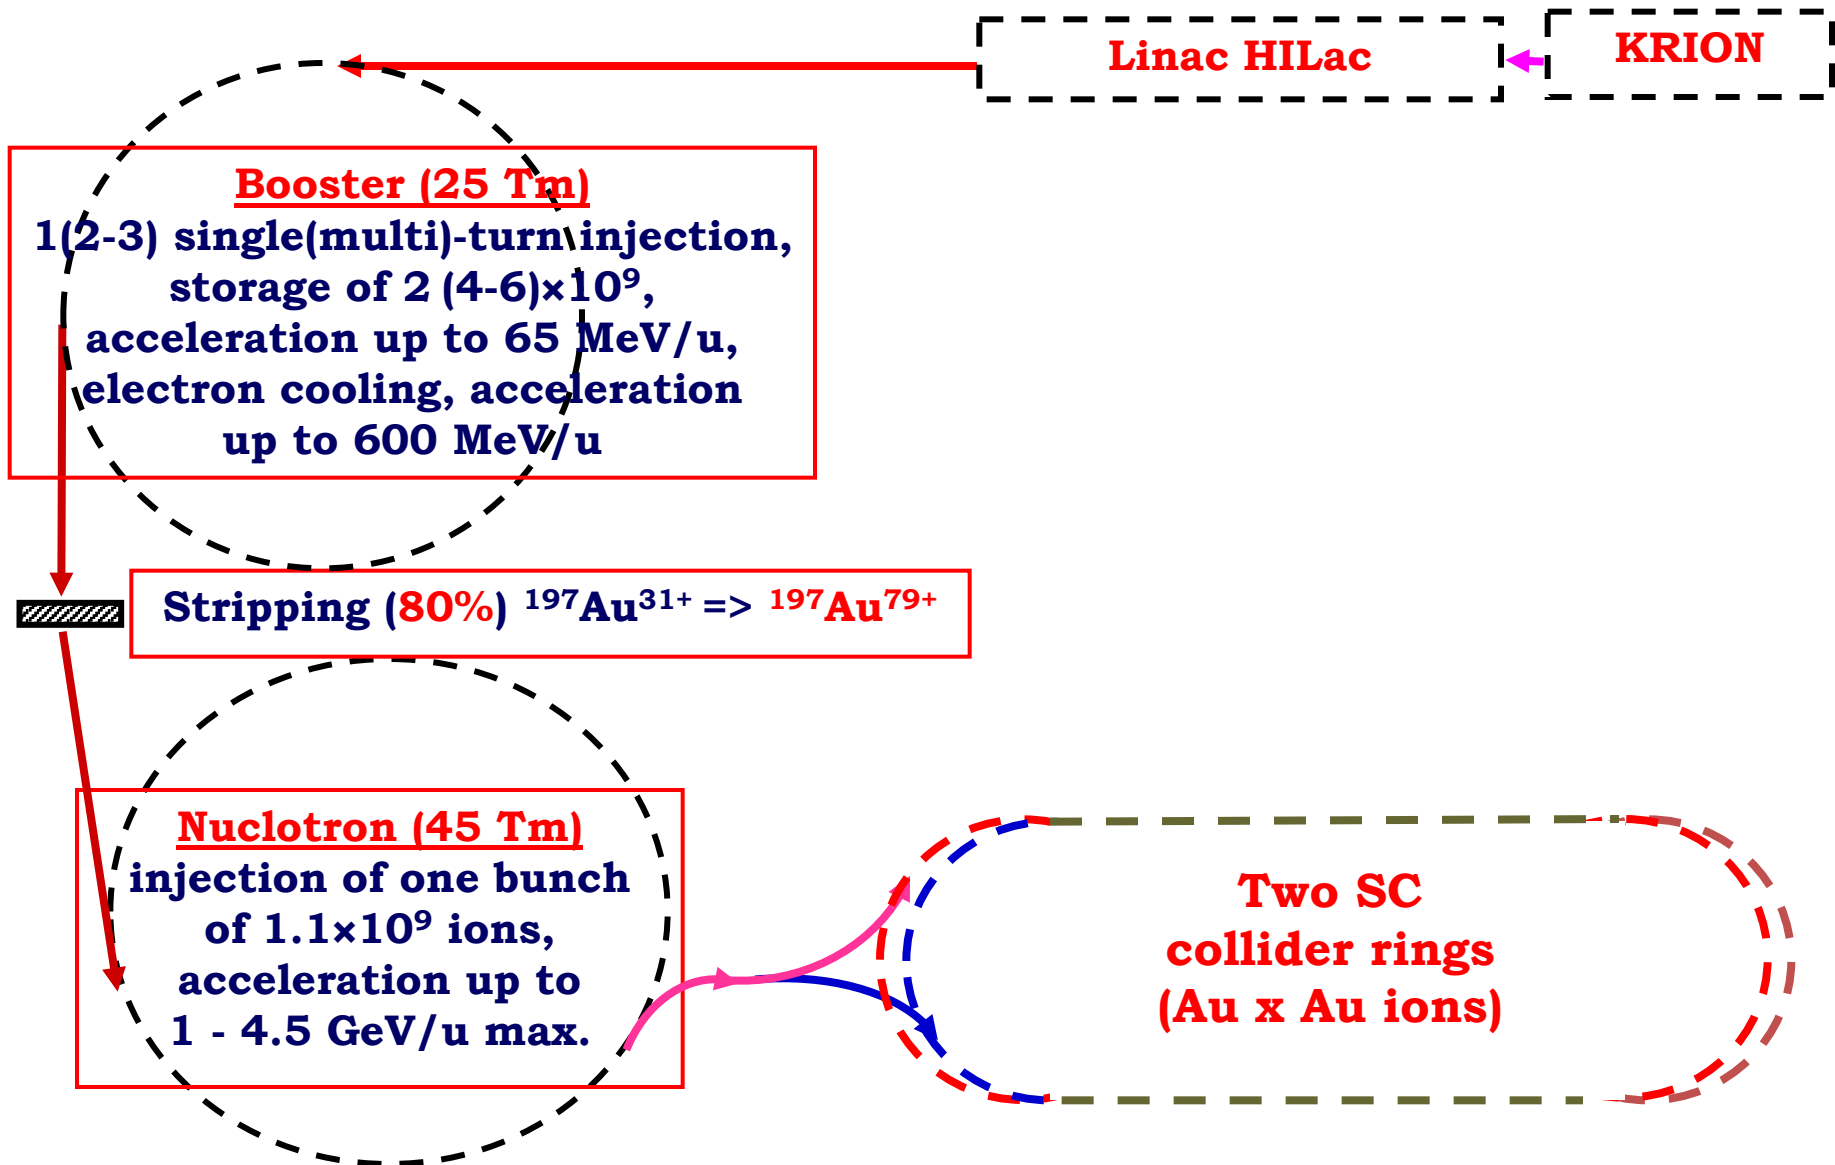 Linac HILac
KRION
Booster (25 Tm)
1(2-3) single(multi)-turn injection,
storage of 2 (4-6)×10⁹,
acceleration up to 65 MeV/u,
electron cooling, acceleration
up to 600 MeV/u
Stripping (80%) ¹⁹⁷Au³¹⁺ => ¹⁹⁷Au⁷⁹⁺
Nuclotron (45 Tm)
injection of one bunch
of 1.1×10⁹ ions,
acceleration up to
1 - 4.5 GeV/u max.
Two SC
collider rings
(Au x Au ions)